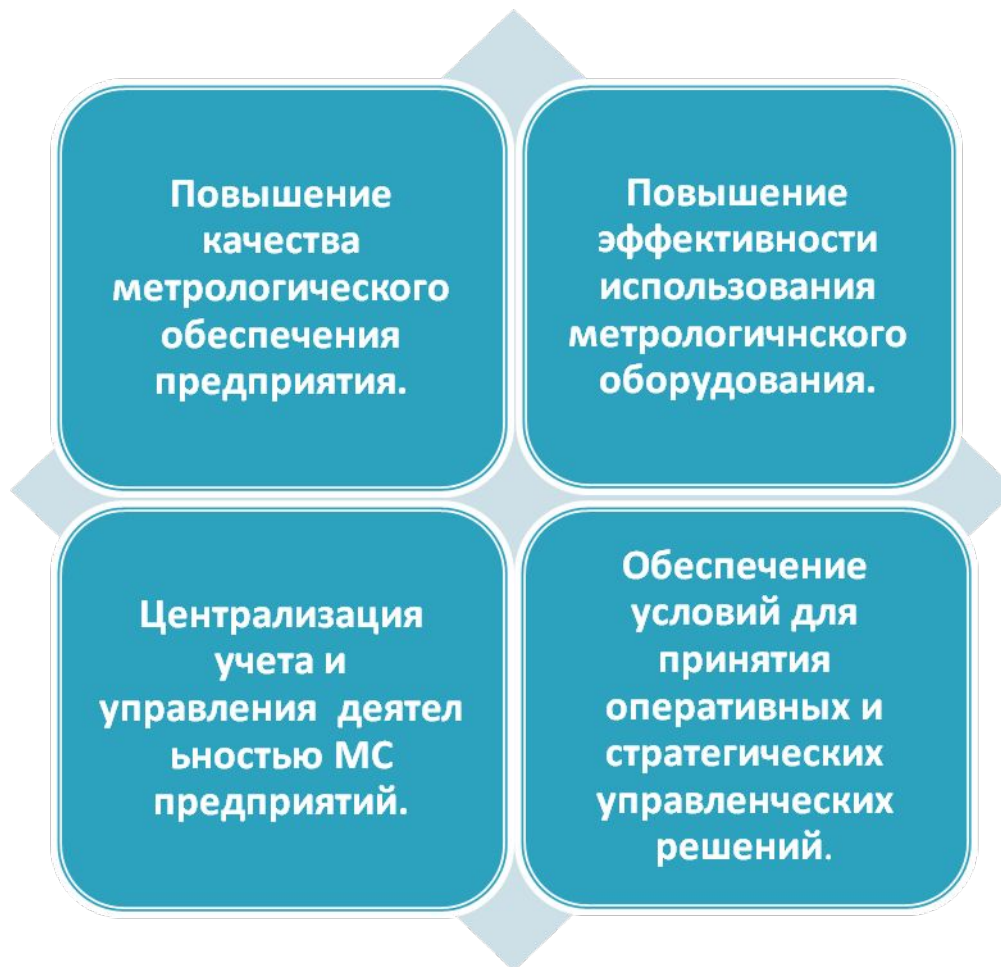 Повышение
качества
метрологического
обеспечения
предприятия.
Повышение
эффективности
использования
метрологичнского
оборудования.
Централизация
учета и
управления  деятел
ьностью МС
предприятий.
Обеспечение
условий для
принятия
оперативных и
стратегических
управленческих
решений.